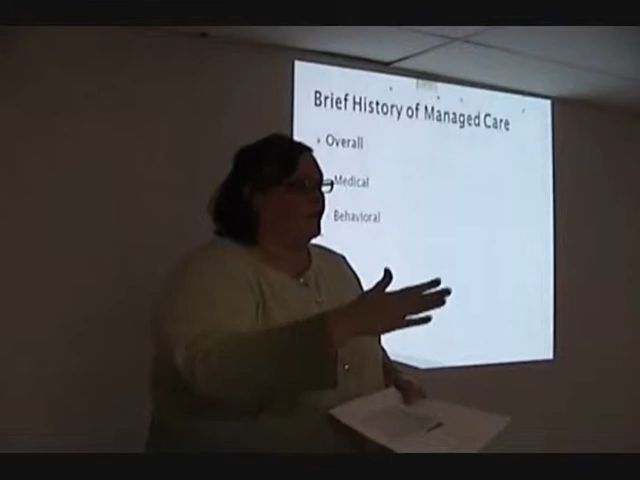 Brief History of Managed Care
Overall
Medical
Behavioral